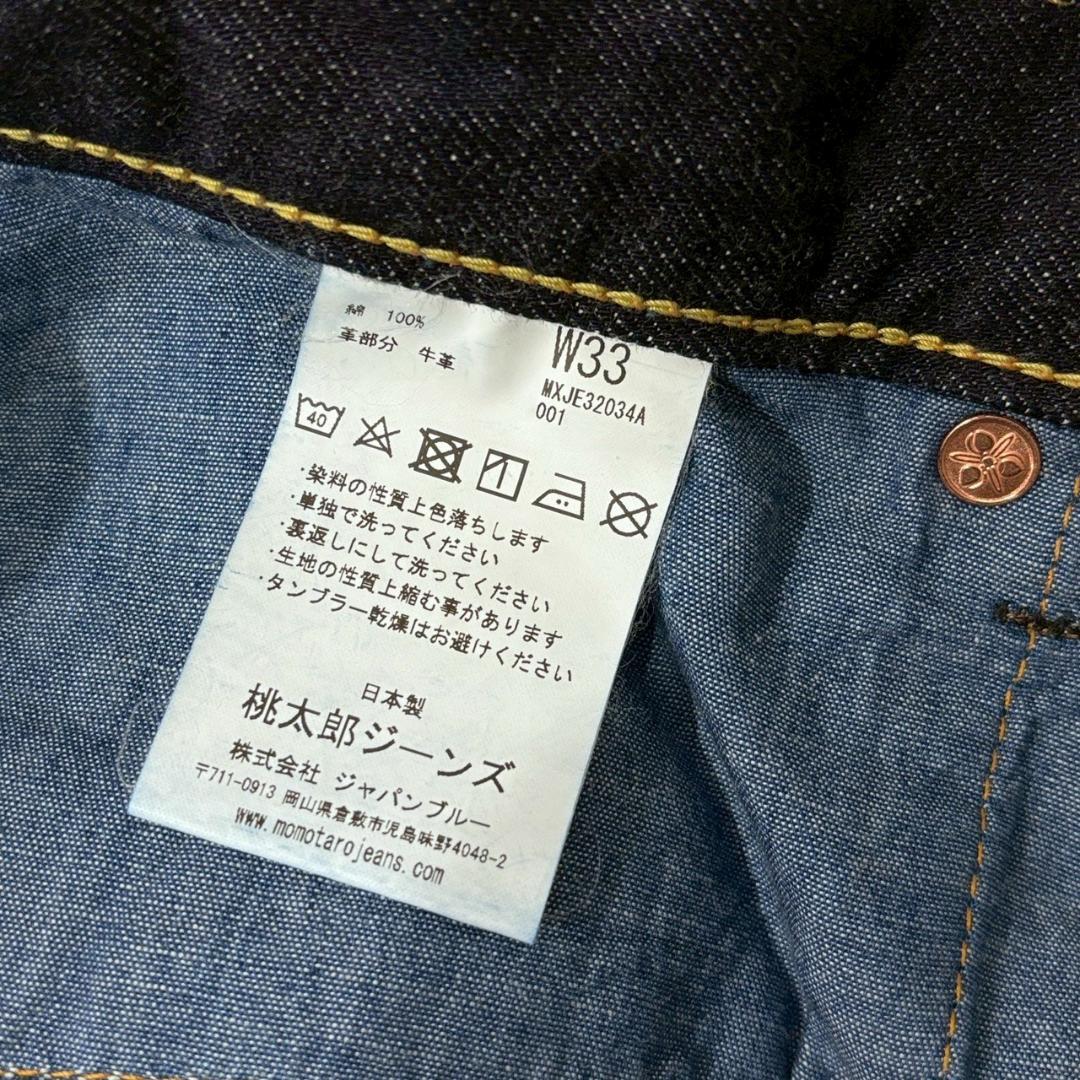 綿 100%
革部分 牛革
W33
MXJE32034A
001
40
・染料の性質上色落ちします
・単独で洗ってください
・裏返しにして洗ってください
・生地の性質上縮む事があります
・タンブラー乾燥はお避けください
日本製
桃太郎ジーンズ
株式会社 ジャパンブルー
〒711-0913 岡山県倉敷市児島味野4048-2
www.momotarojeans.com